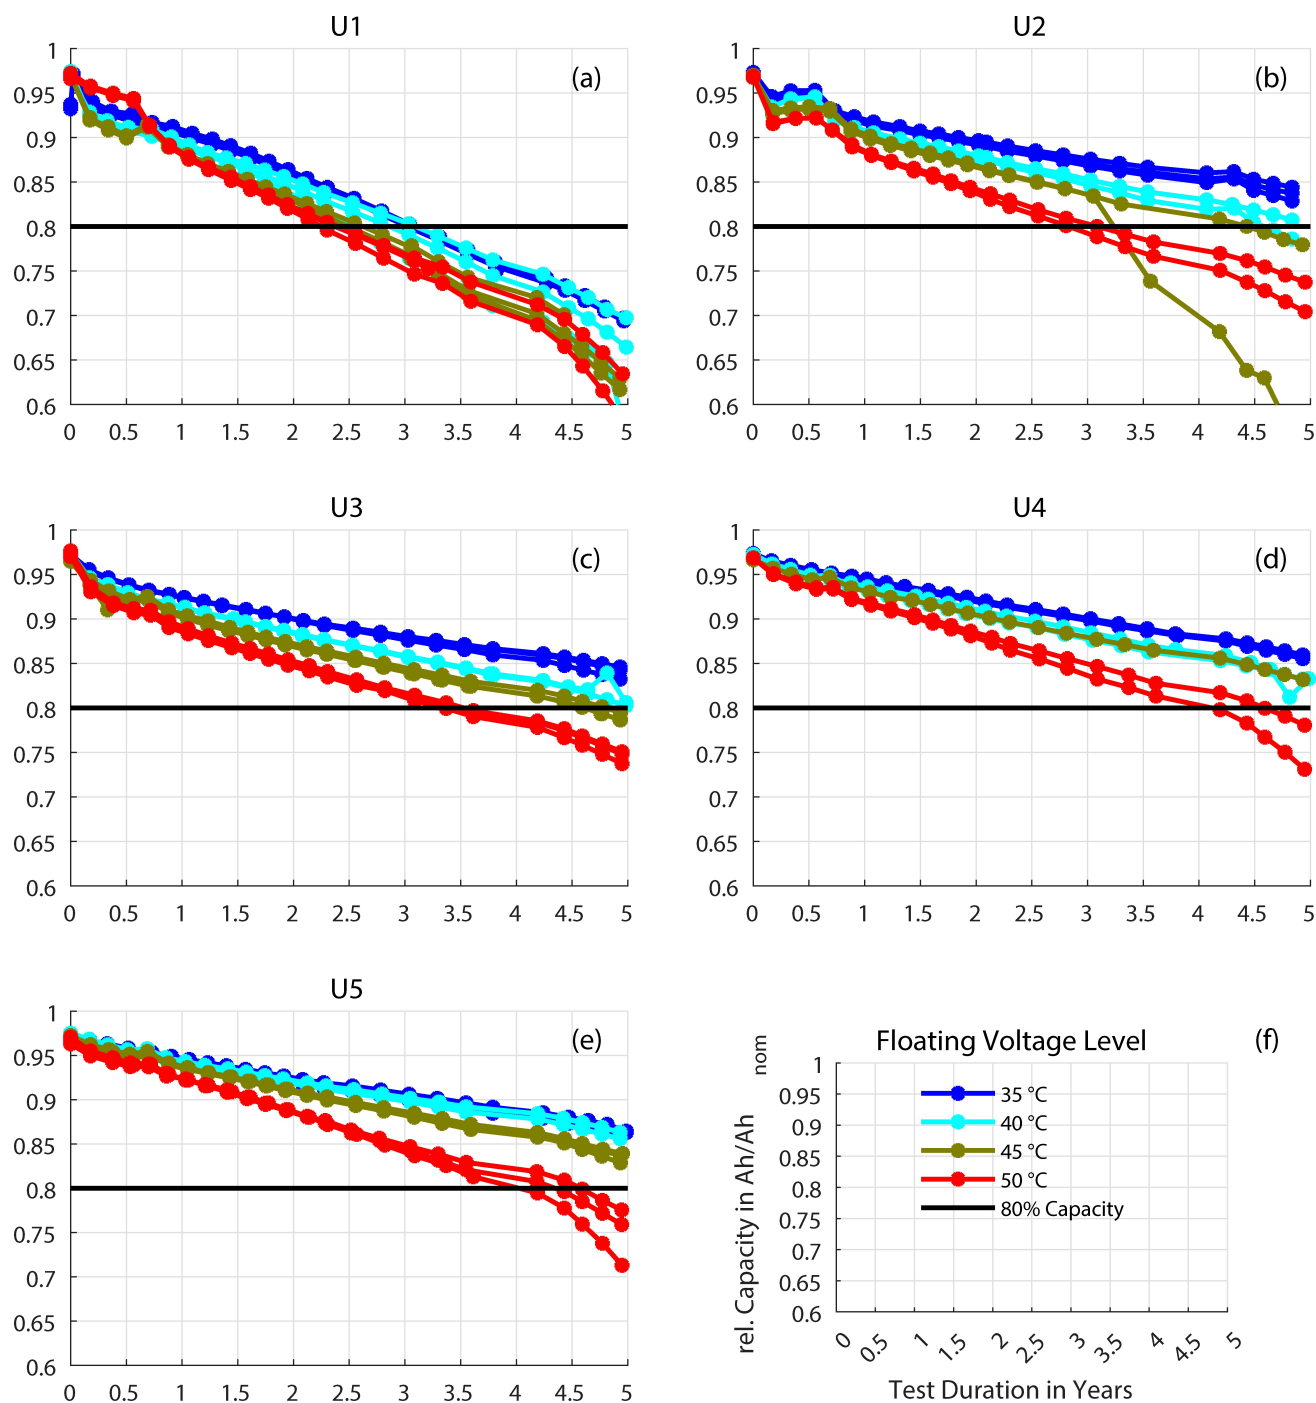 U1
(a)
1
0.95
0.9
0.85
0.8
0.75
0.7
0.65
0.6
0 0.5 1 1.5 2 2.5 3 3.5 4 4.5 5
U2
(b)
1
0.95
0.9
0.85
0.8
0.75
0.7
0.65
0.6
0 0.5 1 1.5 2 2.5 3 3.5 4 4.5 5
U3
(c)
1
0.95
0.9
0.85
0.8
0.75
0.7
0.65
0.6
0 0.5 1 1.5 2 2.5 3 3.5 4 4.5 5
U4
(d)
1
0.95
0.9
0.85
0.8
0.75
0.7
0.65
0.6
0 0.5 1 1.5 2 2.5 3 3.5 4 4.5 5
U5
(e)
1
0.95
0.9
0.85
0.8
0.75
0.7
0.65
0.6
0 0.5 1 1.5 2 2.5 3 3.5 4 4.5 5
Floating Voltage Level
(f)
rel. Capacity in Ah/Ah nom
1
0.95
0.9
0.85
0.8
0.75
0.7
0.65
0.6
35 °C
40 °C
45 °C
50 °C
80% Capacity
0 0.5 1 1.5 2 2.5 3 3.5 4 4.5 5
Test Duration in Years